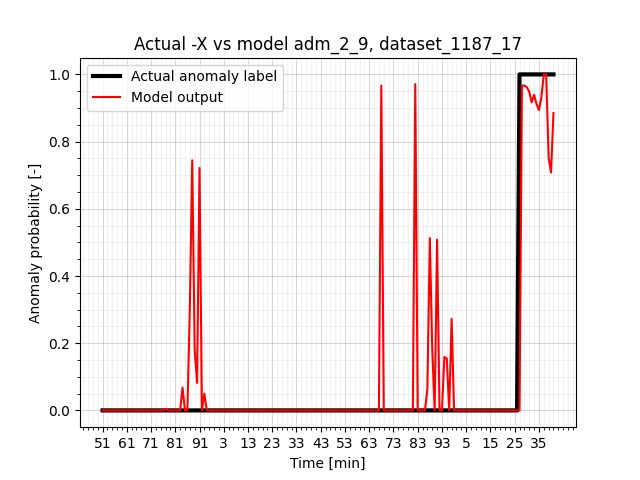 Actual -X vs model adm_2_9, dataset_1187_17
Actual anomaly label
Model output
Anomaly probability [-]
1.0
0.8
0.6
0.4
0.2
0.0
51 61 71 81 91 3 13 23 33 43 53 63 73 83 93 5 15 25 35
Time [min]